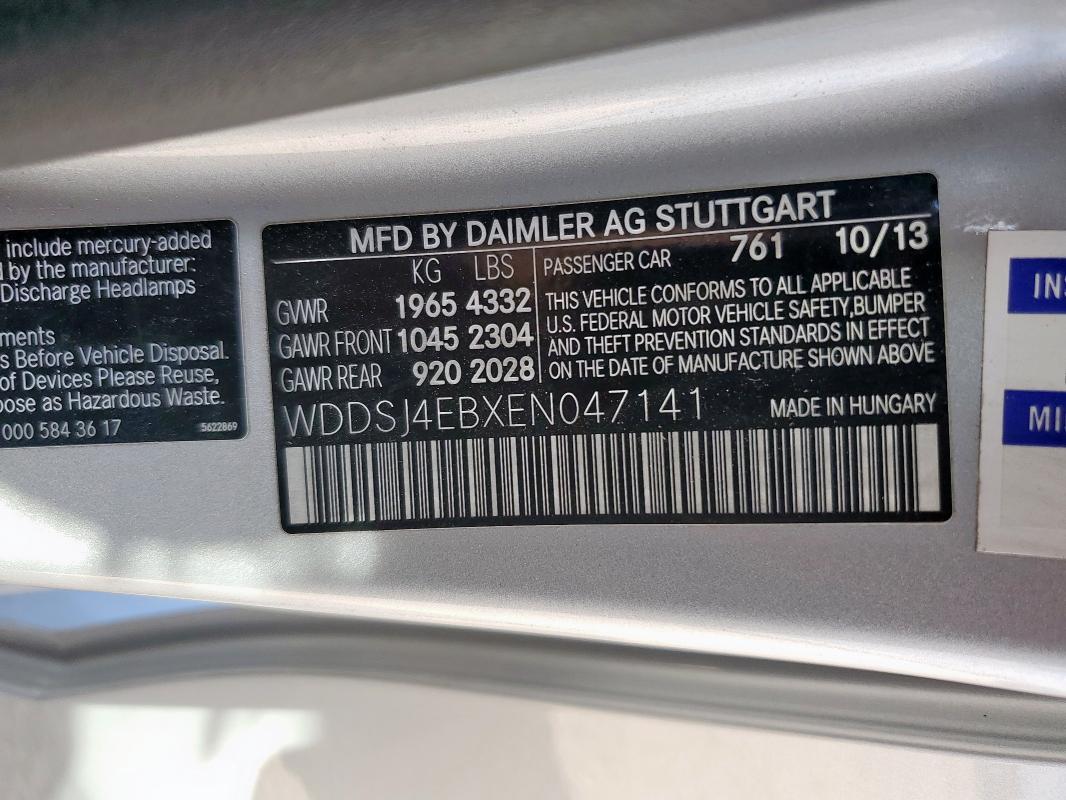 include mercury-added
d by the manufacturer:
Discharge Headlamps
ments
s Before Vehicle Disposal.
of Devices Please Reuse,
pose as Hazardous Waste.
000 584 36 17
5622869
MFD BY DAIMLER AG STUTTGART
KG LBS
GVWR 1965 4332
GAWR FRONT 1045 2304
GAWR REAR 920 2028
PASSENGER CAR 761 10/13
THIS VEHICLE CONFORMS TO ALL APPLICABLE
U.S. FEDERAL MOTOR VEHICLE SAFETY,BUMPER
AND THEFT PREVENTION STANDARDS IN EFFECT
ON THE DATE OF MANUFACTURE SHOWN ABOVE
WDDSJ4EBXEN047141
MADE IN HUNGARY
INS
MI